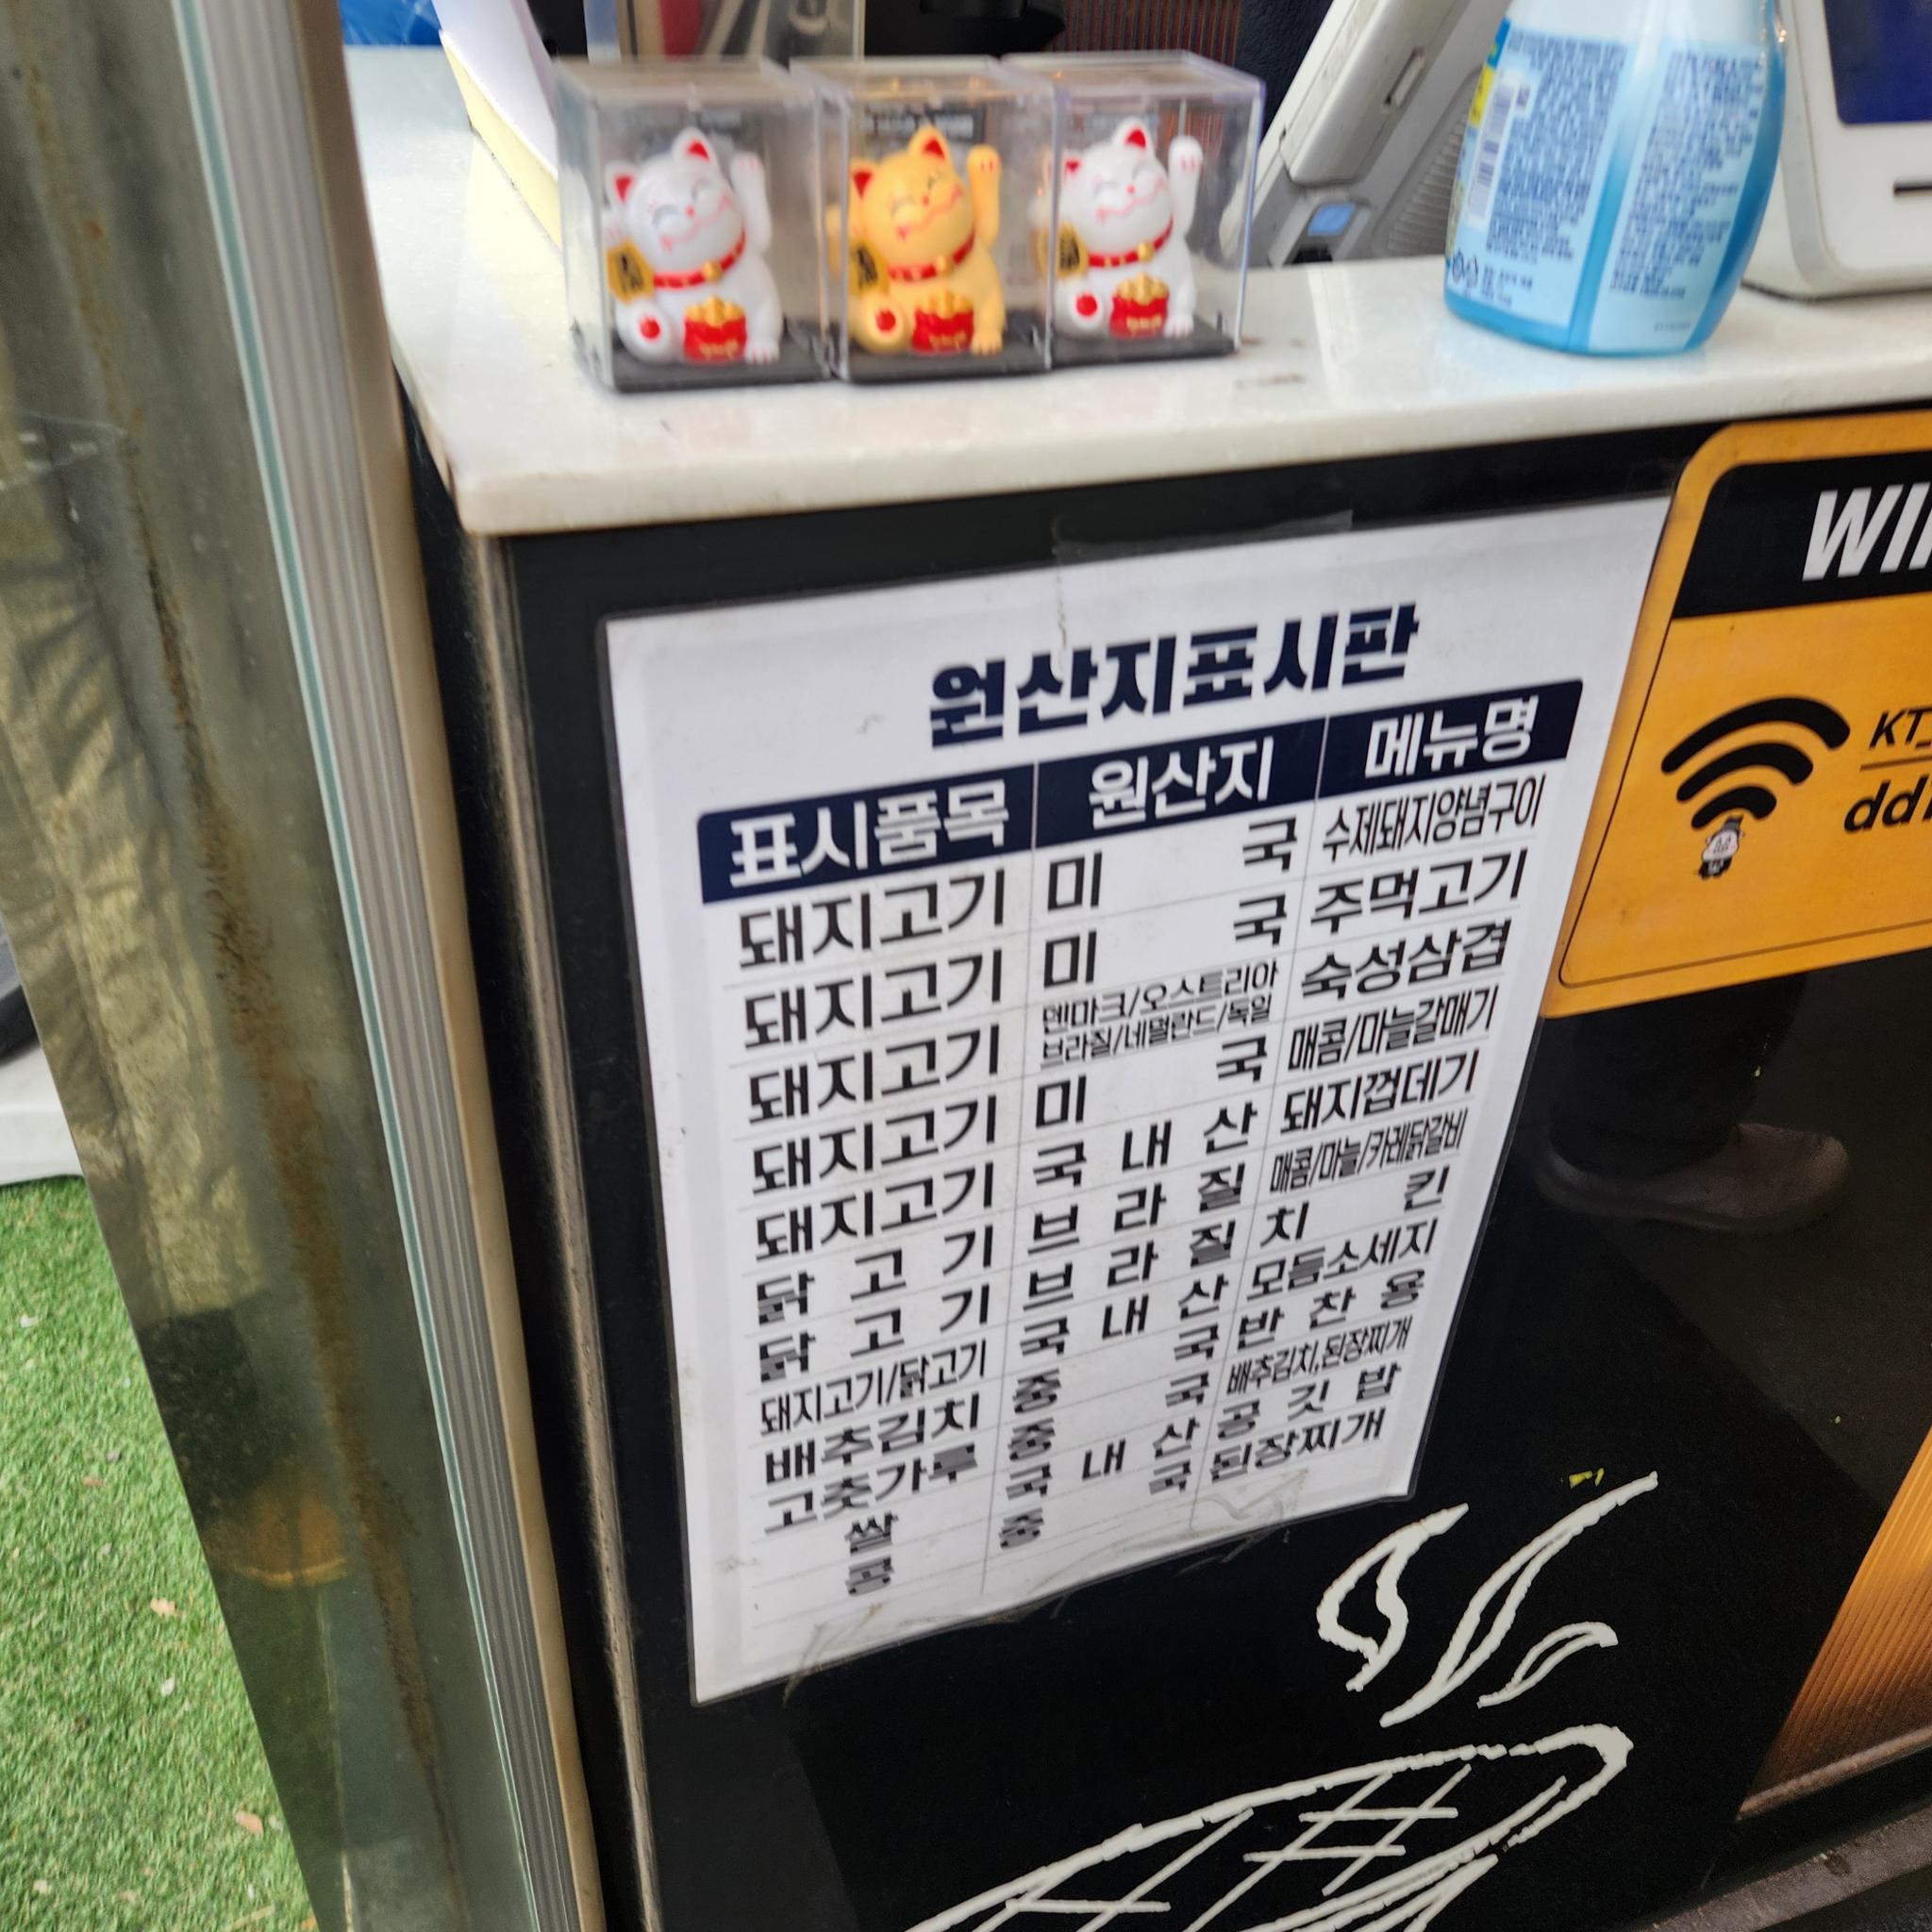 원산지표시판
표시품목 원산지 메뉴명
돼지고기 미 국 수제돼지양념구이
돼지고기 미 국 주먹고기
돼지고기 덴마크/오스트리아 브라질/네덜란드/독일 숙성삼겹
돼지고기 미 국 매콤/마늘갈매기
돼지고기 국 내 산 돼지껍데기
닭 고 기 브 라 질 매콤/마늘/카레닭갈비
닭 고 기 브 라 질 치 킨
돼지고기/닭고기 국 내 산 모듬소세지
배추김치 중 국 반 찬 용
고춧가루 중 국 배추김치,된장찌개
쌀 국 내 산 공 깃 밥
콩 중 국 된장찌개
KT